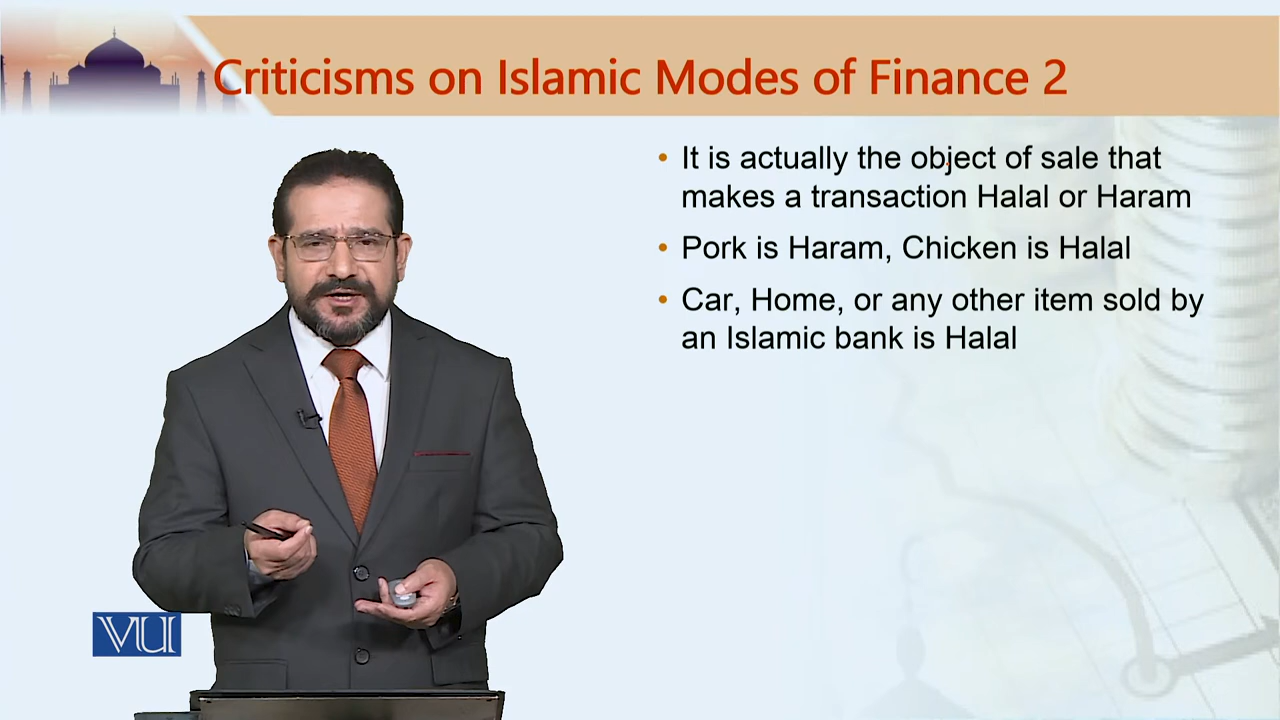 Criticisms on Islamic Modes of Finance 2
• It is actually the object of sale that
makes a transaction Halal or Haram
• Pork is Haram, Chicken is Halal
• Car, Home, or any other item sold by
an Islamic bank is Halal
VU